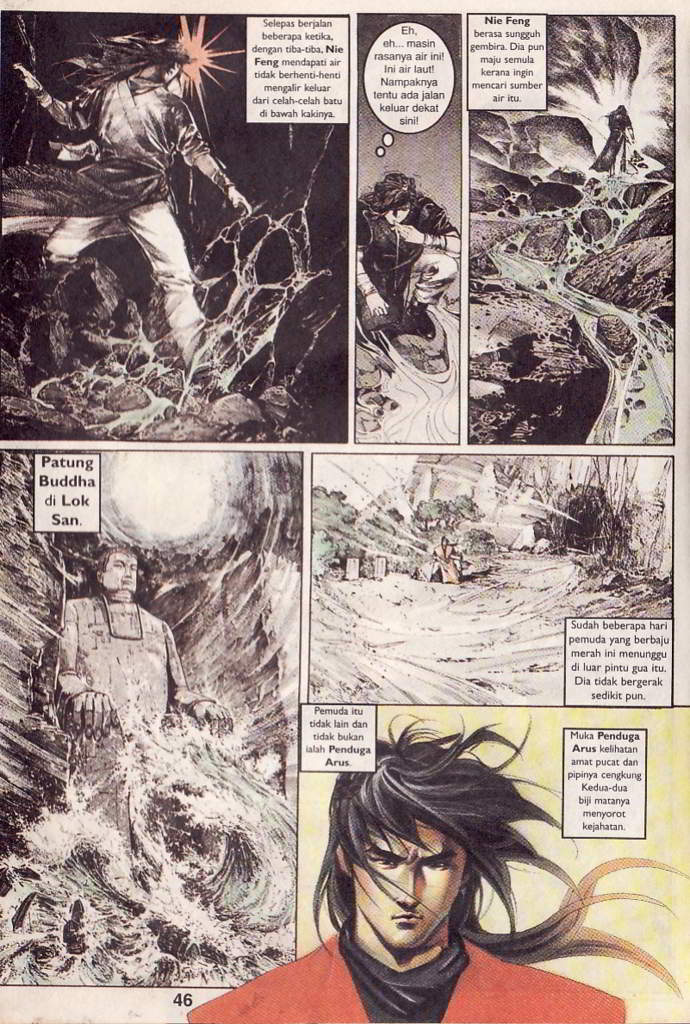 Selepas berjalan
beberapa ketika,
dengan tiba-tiba, Nie
Feng mendapati air
tidak berhenti-henti
mengalir keluar
dari celah-celah batu
di bawah kakinya.
Eh,
eh... masin
rasanya air ini!
Ini air laut!
Nampaknya
tentu ada jalan
keluar dekat
sini!
Nie Feng
berasa sungguh
gembira. Dia pun
maju semula
kerana ingin
mencari sumber
air itu.
Patung
Buddha
di Lok
San.
Sudah beberapa hari
pemuda yang berbaju
merah ini menunggu
di luar pintu gua itu.
Dia tidak bergerak
sedikit pun.
Pemuda itu
tidak lain dan
tidak bukan
ialah Penduga
Arus.
Muka Penduga
Arus kelihatan
amat pucat dan
pipinya cengkung
Kedua-dua
biji matanya
menyorot
kejahatan.
46